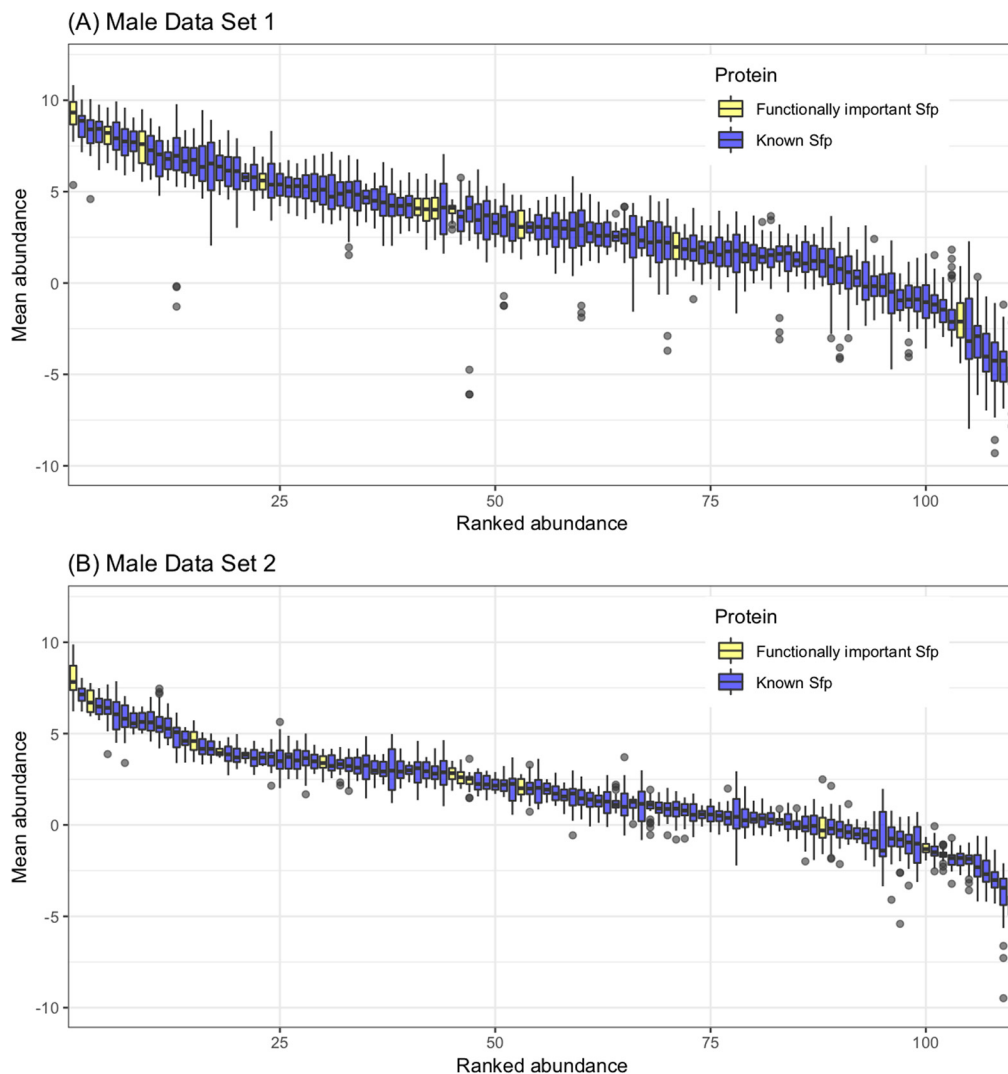 (A) Male Data Set 1
Protein
Functionally important Sfp
Known Sfp
10
5
0
-5
-10
Mean abundance
25 50 75 100
Ranked abundance
(B) Male Data Set 2
Protein
Functionally important Sfp
Known Sfp
10
5
0
-5
-10
Mean abundance
25 50 75 100
Ranked abundance